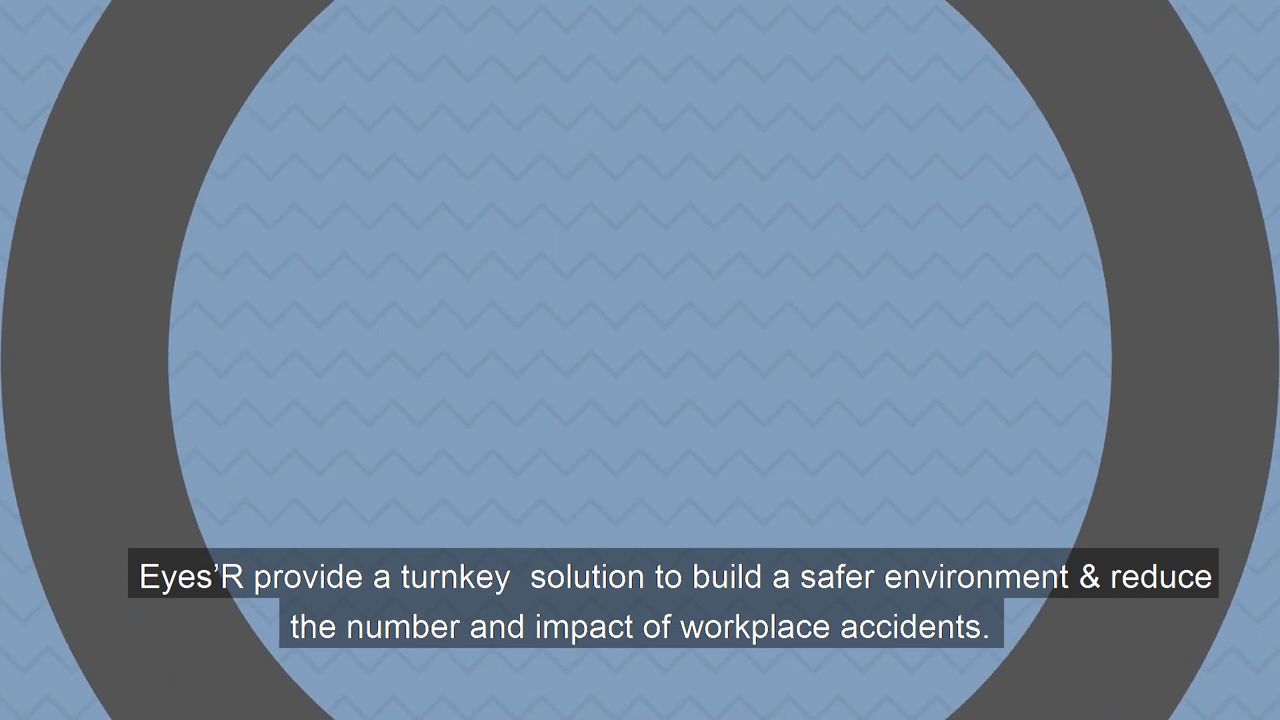 Eyes’R provide a turnkey  solution to build a safer environment & reduce
the number and impact of workplace accidents.